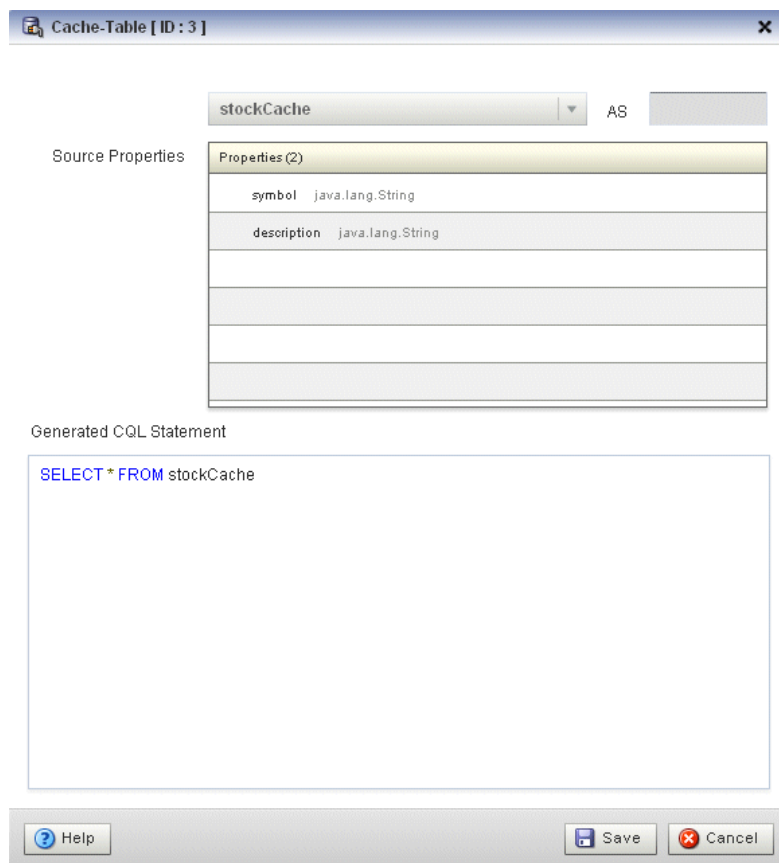 Cache-Table [ ID : 3 ]
stockCache AS
Source Properties
Properties (2)
symbol java.lang.String
description java.lang.String
Generated CQL Statement
SELECT * FROM stockCache
Help Save Cancel